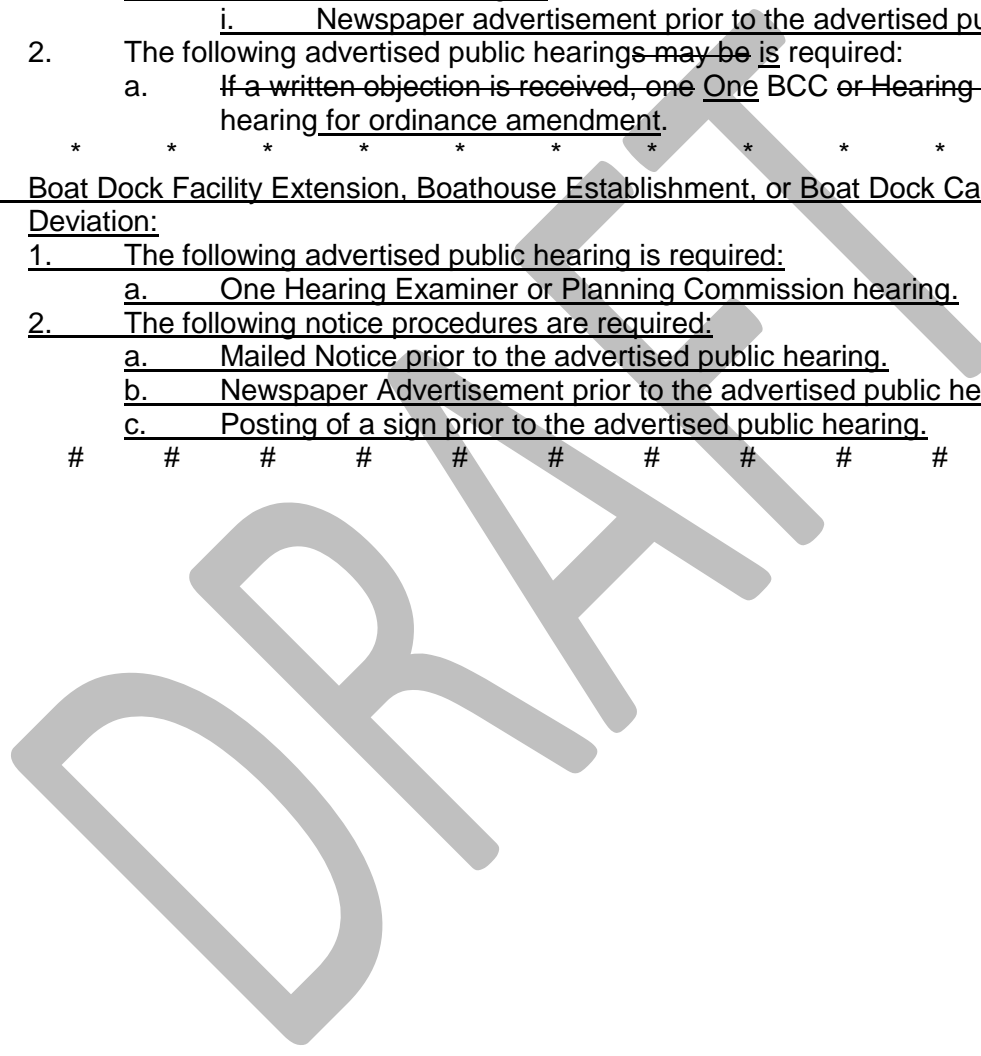 i. Newspaper advertisement prior to the advertised
2. The following advertised public hearings may be is required:
a. If a written objection is received, one One BCC or Hearing
hearing for ordinance amendment.
* * * * * * * * * *
Boat Dock Facility Extension, Boathouse Establishment, or Boat Dock
Deviation:
1. The following advertised public hearing is required:
a. One Hearing Examiner or Planning Commission hearing.
2. The following notice procedures are required:
a. Mailed Notice prior to the advertised public hearing.
b. Newspaper Advertisement prior to the advertised public
c. Posting of a sign prior to the advertised public hearing.
# # # # # # # # # #
DRAFT